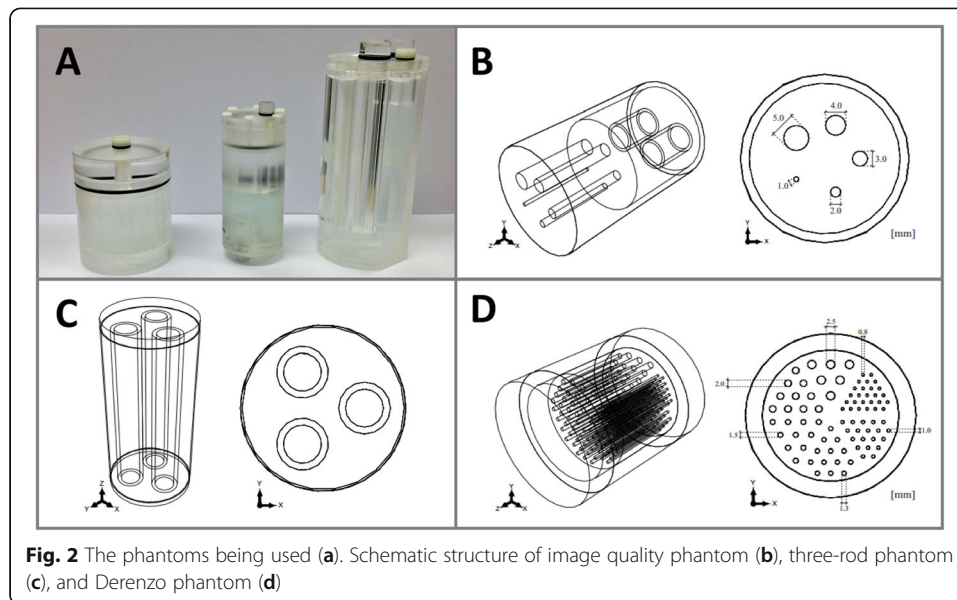 A
B
5.0
4.0
3.0
1.0
2.0
[mm]
Z
Y
X
Y
X
C
Z
Y
X
Y
X
D
2.5
0.8
2.0
1.5
1.0
1.3
[mm]
Z
Y
X
Y
X
Fig. 2 The phantoms being used (a). Schematic structure of image quality phantom (b), three-rod phantom
(c), and Derenzo phantom (d)